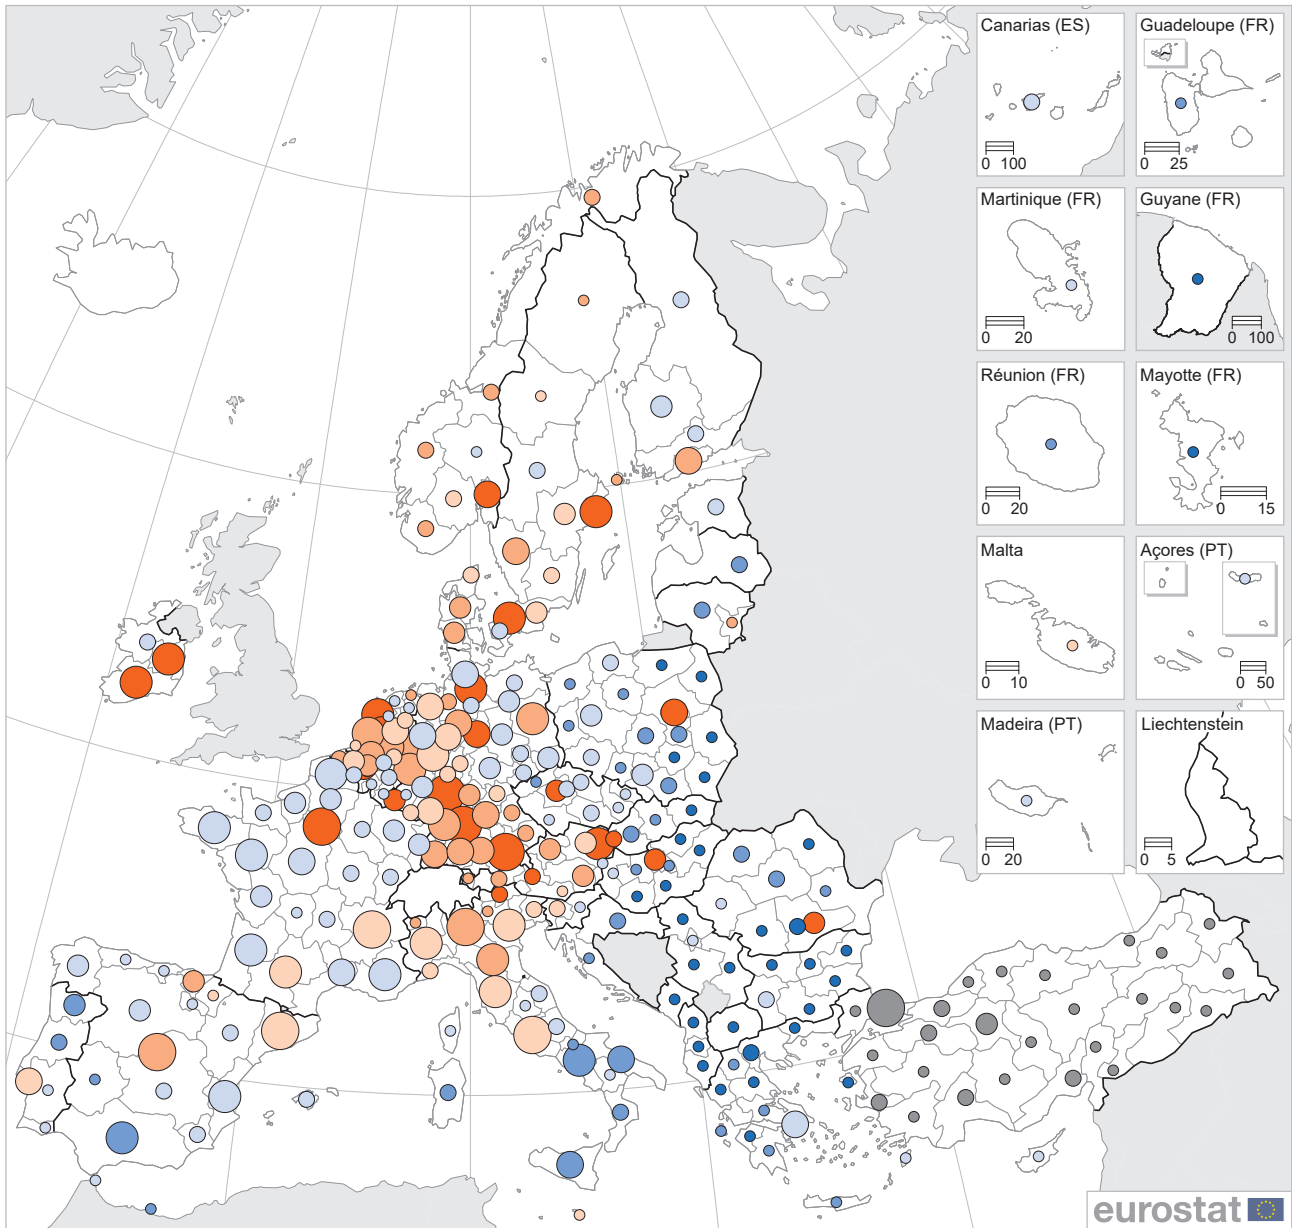 Canarias (ES)
0 100
Guadeloupe (FR)
0 25
Martinique (FR)
0 20
Guyane (FR)
0 100
Réunion (FR)
0 20
Mayotte (FR)
0 15
Malta
0 10
Açores (PT)
0 50
Madeira (PT)
0 20
Liechtenstein
0 5
eurostat